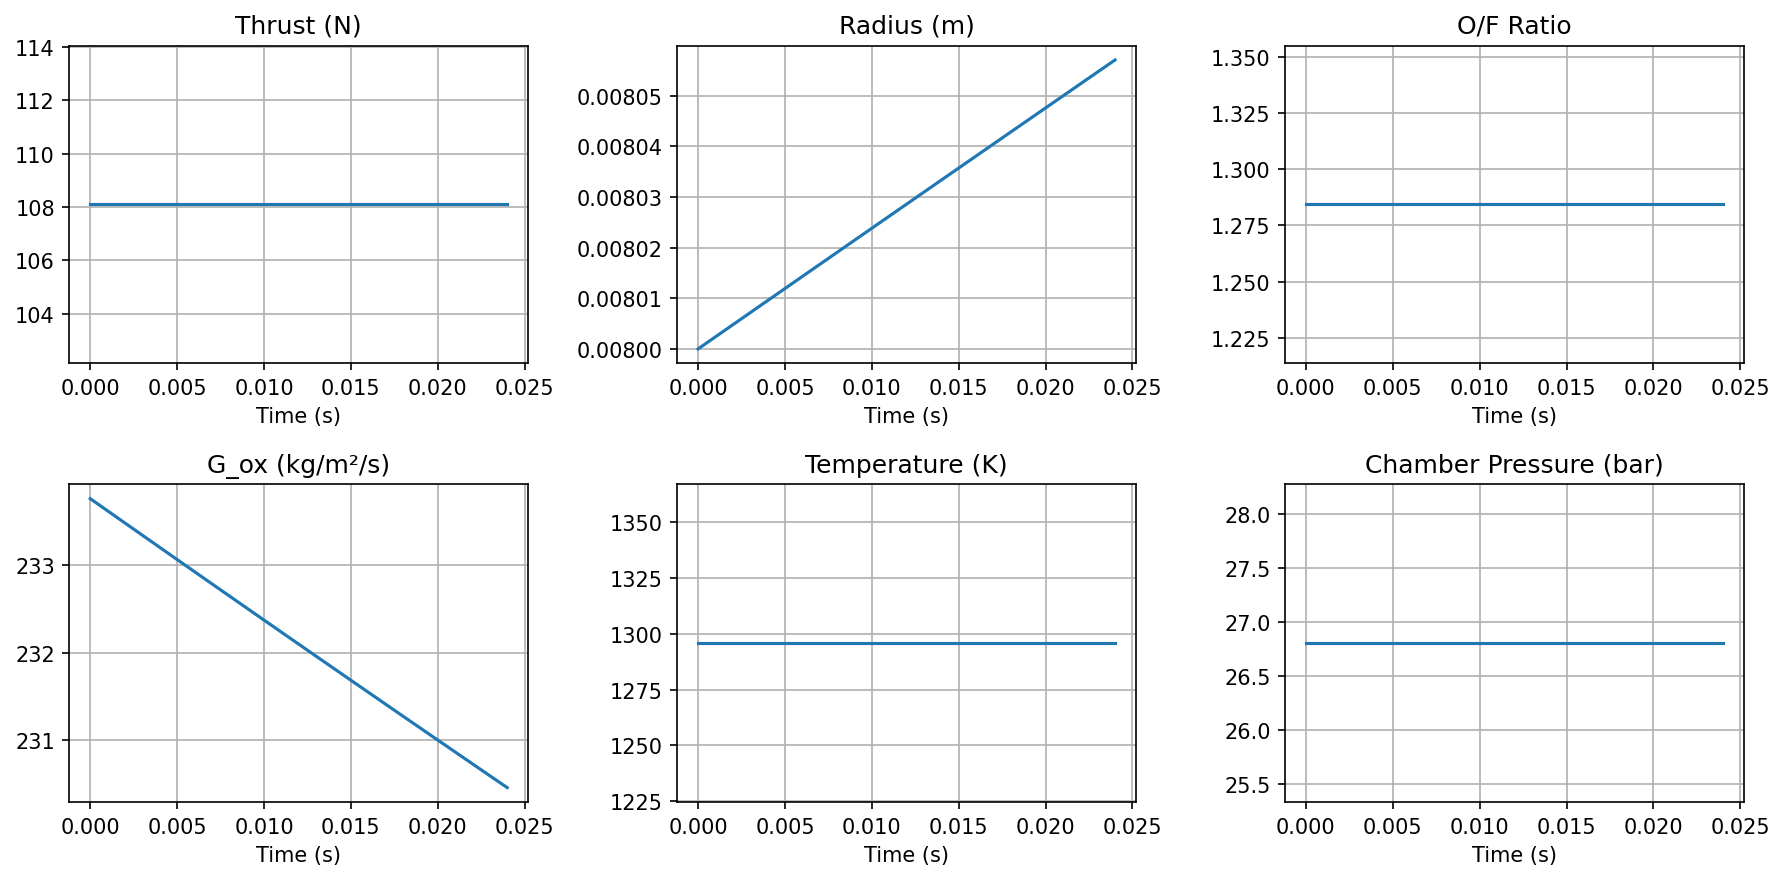 Thrust (N)
114
112
110
108
106
104
0.000 0.005 0.010 0.015 0.020 0.025
Time (s)
Radius (m)
0.00805
0.00804
0.00803
0.00802
0.00801
0.00800
0.000 0.005 0.010 0.015 0.020 0.025
Time (s)
O/F Ratio
1.350
1.325
1.300
1.275
1.250
1.225
0.000 0.005 0.010 0.015 0.020 0.025
Time (s)
G_ox (kg/m²/s)
233
232
231
0.000 0.005 0.010 0.015 0.020 0.025
Time (s)
Temperature (K)
1350
1325
1300
1275
1250
1225
0.000 0.005 0.010 0.015 0.020 0.025
Time (s)
Chamber Pressure (bar)
28.0
27.5
27.0
26.5
26.0
25.5
0.000 0.005 0.010 0.015 0.020 0.025
Time (s)